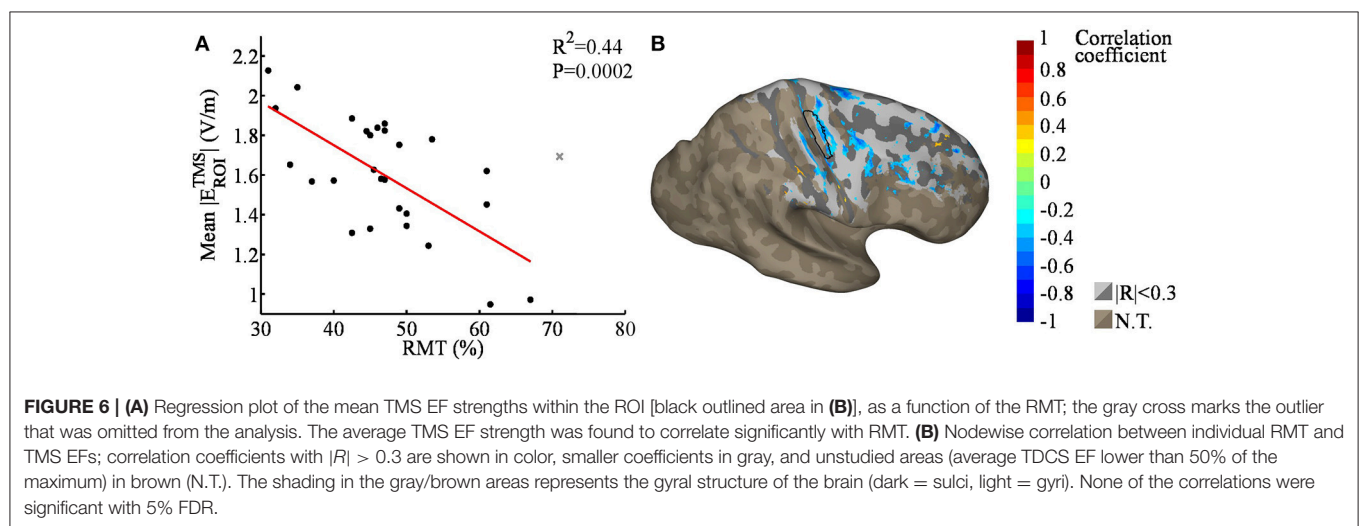 A
R²=0.44
P=0.0002
2.2
2
1.8
1.6
1.4
1.2
1
Mean |E^TMS_ROI| (V/m)
30 40 50 60 70 80
RMT (%)
B
1 Correlation
coefficient
0.8
0.6
0.4
0.2
0
-0.2
-0.4
-0.6
-0.8
-1
|R|<0.3
N.T.
FIGURE 6 | (A) Regression plot of the mean TMS EF strengths within the ROI [black outlined area in (B)], as a function of the RMT; the gray cross marks the outlier
that was omitted from the analysis. The average TMS EF strength was found to correlate significantly with RMT. (B) Nodewise correlation between individual RMT and
TMS EFs; correlation coefficients with |R| > 0.3 are shown in color, smaller coefficients in gray, and unstudied areas (average TDCS EF lower than 50% of the
maximum) in brown (N.T.). The shading in the gray/brown areas represents the gyral structure of the brain (dark = sulci, light = gyri). None of the correlations were
significant with 5% FDR.